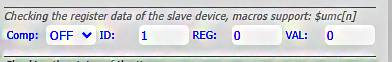 Checking the register data of the slave device, macros support: $umc[n]
Comp: OFF ID: 1 REG: 0 VAL: 0